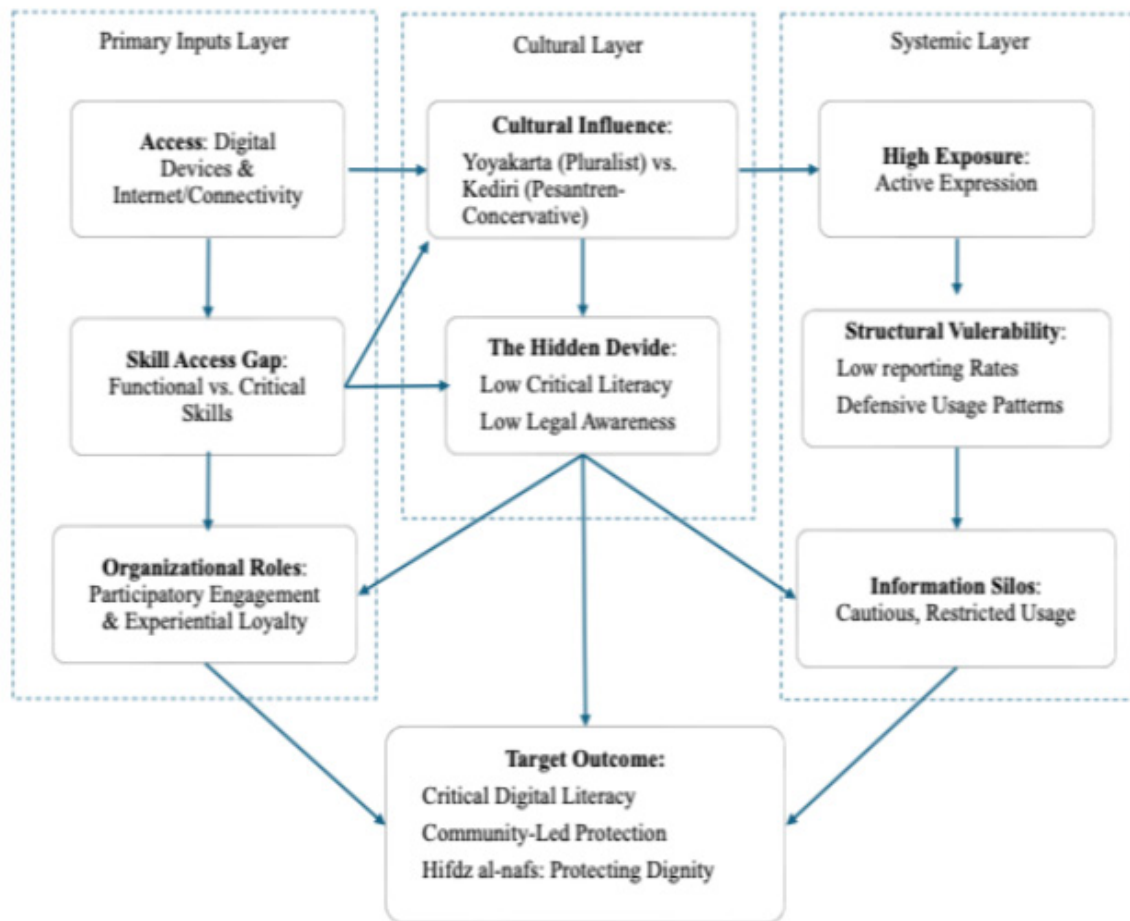 Primary Inputs Layer
Access: Digital
Devices &
Internet/Connectivity
Skill Access Gap:
Functional vs. Critical
Skills
Organizational Roles:
Participatory Engagement
& Experiential Loyalty
Cultural Layer
Cultural Influence:
Yoyakarta (Pluralist) vs.
Kediri (Pesantren-
Concervative)
The Hidden Devide:
Low Critical Literacy
Low Legal Awareness
Systemic Layer
High Exposure:
Active Expression
Structural Vulerability:
Low reporting Rates
Defensive Usage Patterns
Information Silos:
Cautious, Restricted Usage
Target Outcome:
Critical Digital Literacy
Community-Led Protection
Hifdz al-nafs: Protecting Dignity